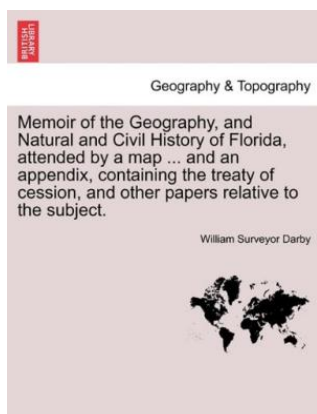 BRITISH
LIBRARY
Geography & Topography
Memoir of the Geography, and
Natural and Civil History of Florida,
attended by a map ... and an
appendix, containing the treaty of
cession, and other papers relative to
the subject.
William Surveyor Darby